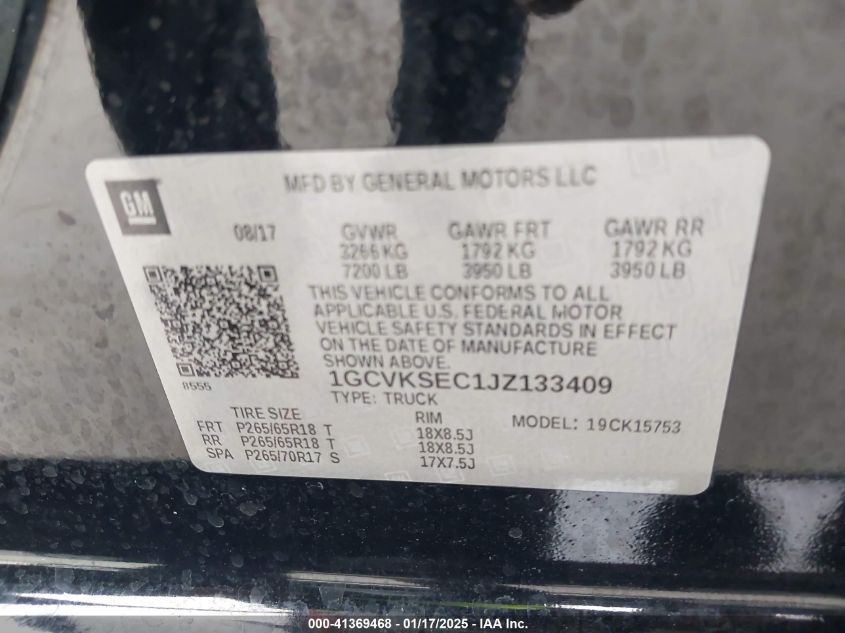 GM
MFD BY GENERAL MOTORS LLC
08/17 GVWR GAWR FRT GAWR RR
3266 KG 1792 KG 1792 KG
7200 LB 3950 LB 3950 LB
THIS VEHICLE CONFORMS TO ALL
APPLICABLE U.S. FEDERAL MOTOR
VEHICLE SAFETY STANDARDS IN EFFECT
ON THE DATE OF MANUFACTURE
SHOWN ABOVE.
8555
1GCVKSEC1JZ133409
TYPE: TRUCK
TIRE SIZE RIM MODEL: 19CK15753
FRT P265/65R18 T 18X8.5J
RR P265/65R18 T 18X8.5J
SPA P265/70R17 S 17X7.5J
000-41369468 - 01/17/2025 - IAA Inc.